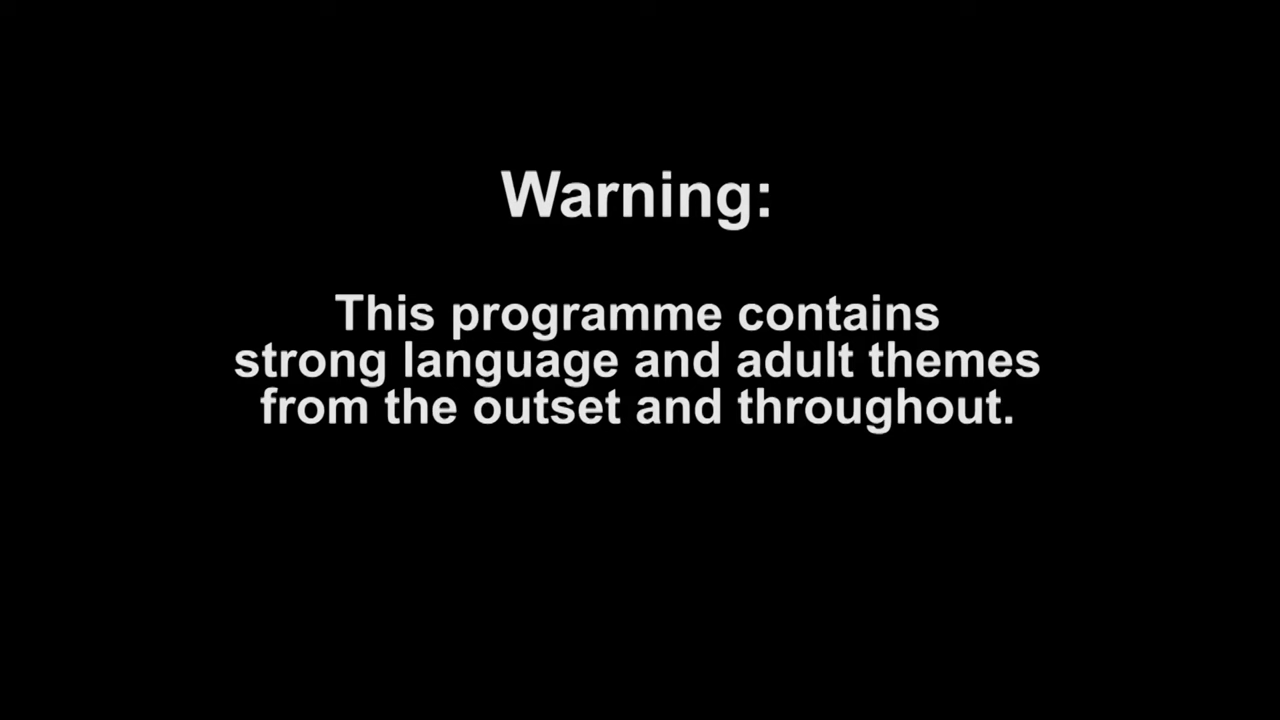 Warning:
This programme contains
strong language and adult themes
from the outset and throughout.